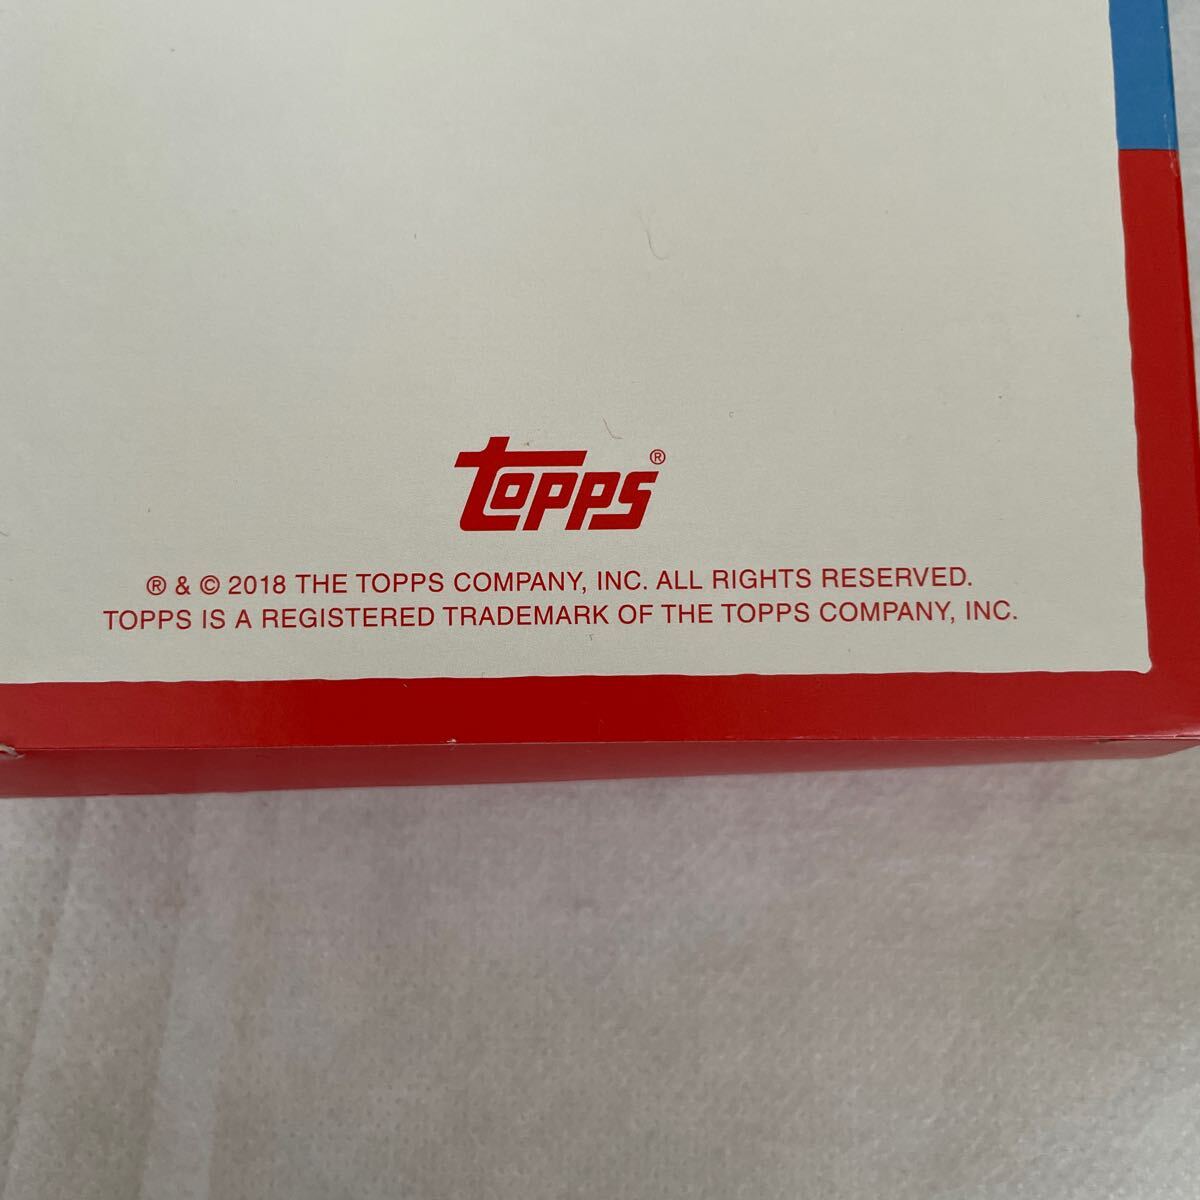 TOPPS®
® & © 2018 THE TOPPS COMPANY, INC. ALL RIGHTS RESERVED.
TOPPS IS A REGISTERED TRADEMARK OF THE TOPPS COMPANY, INC.